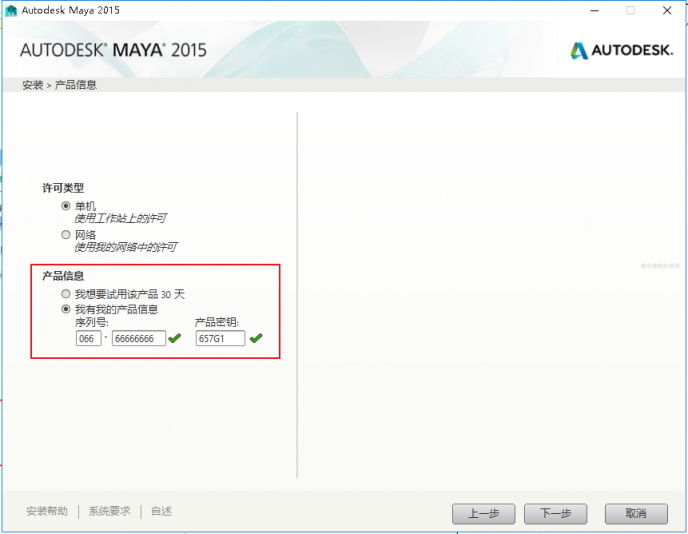 Autodesk Maya 2015
AUTODESK® MAYA® 2015
AUTODESK.
安装 > 产品信息
许可类型
单机
使用工作站上的许可
网络
使用我的网络中的许可
产品信息
我想要试用该产品 30 天
我有我的产品信息
序列号: 产品密钥:
066 - 66666666 657G1
安装帮助 | 系统要求 | 自述
上一步 下一步 取消